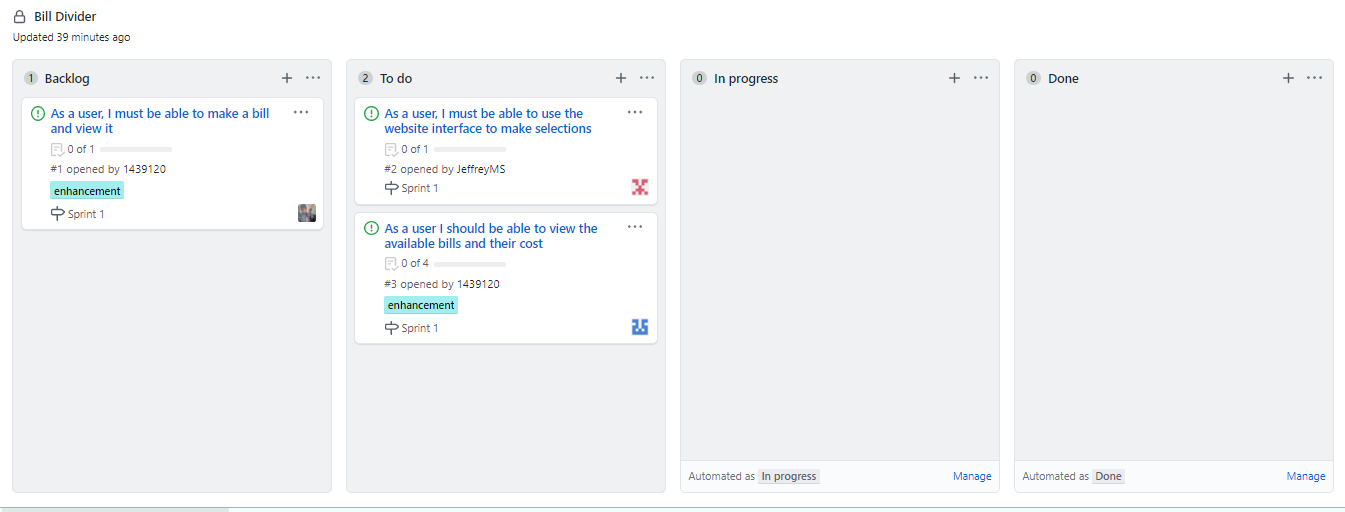 Bill Divider
Updated 39 minutes ago
1 Backlog
As a user, I must be able to make a bill
and view it
0 of 1
#1 opened by 1439120
enhancement
Sprint 1
2 To do
As a user, I must be able to use the
website interface to make selections
0 of 1
#2 opened by JeffreyMS
Sprint 1
As a user I should be able to view the
available bills and their cost
0 of 4
#3 opened by 1439120
enhancement
Sprint 1
0 In progress
Automated as In progress Manage
0 Done
Automated as Done Manage